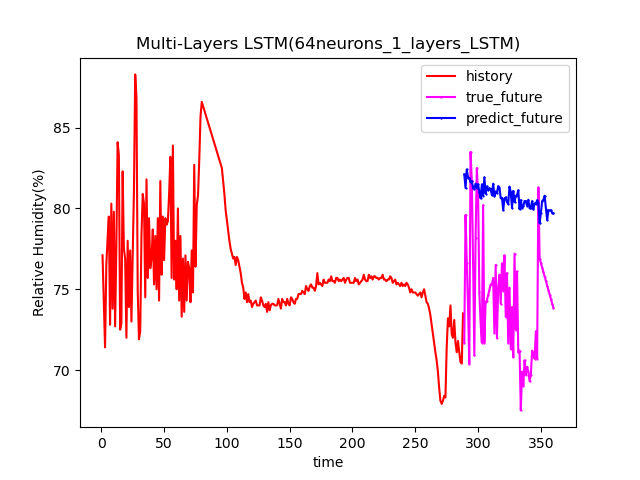 Multi-Layers LSTM(64neurons_1_layers_LSTM)
history
true_future
predict_future
Relative Humidity(%)
85
80
75
70
0 50 100 150 200 250 300 350
time